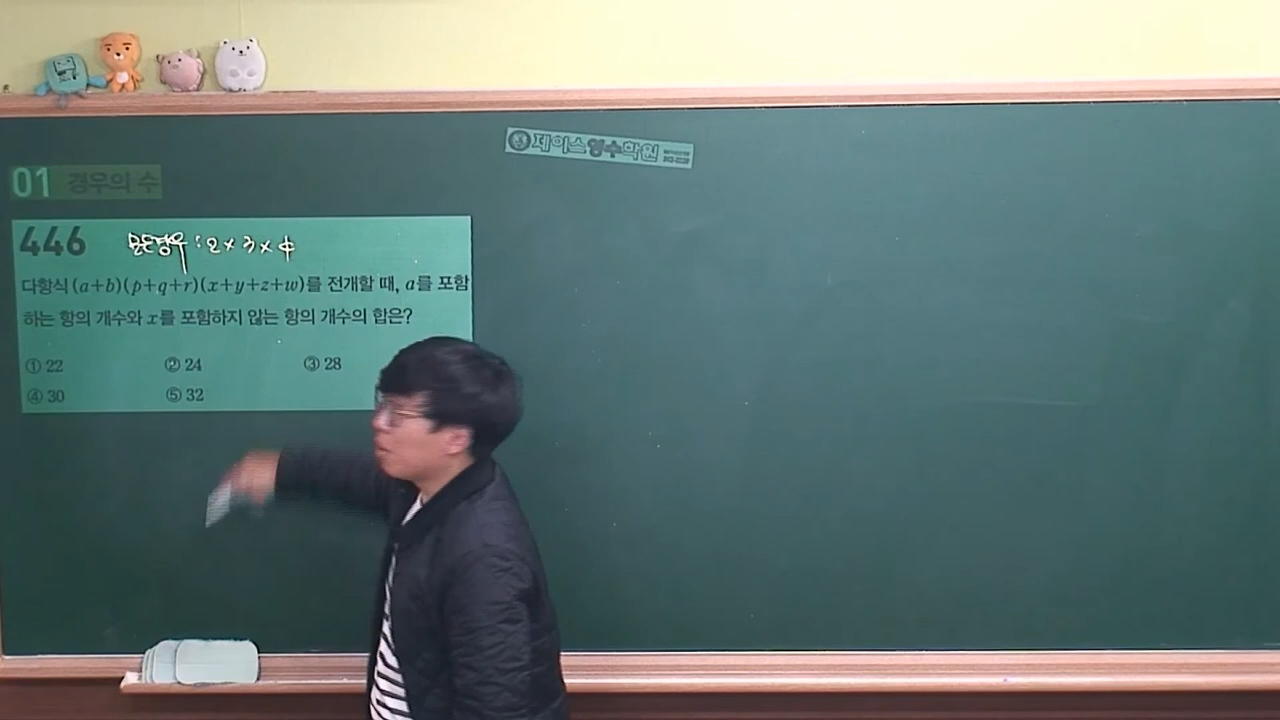 제이스영수학원
01 경우의 수
446 모든경우 : 2 × 3 × 4
다항식 (a+b)(p+q+r)(x+y+z+w)를 전개할 때, a를 포함
하는 항의 개수와 x를 포함하지 않는 항의 개수의 합은?
① 22 ② 24 ③ 28
④ 30 ⑤ 32